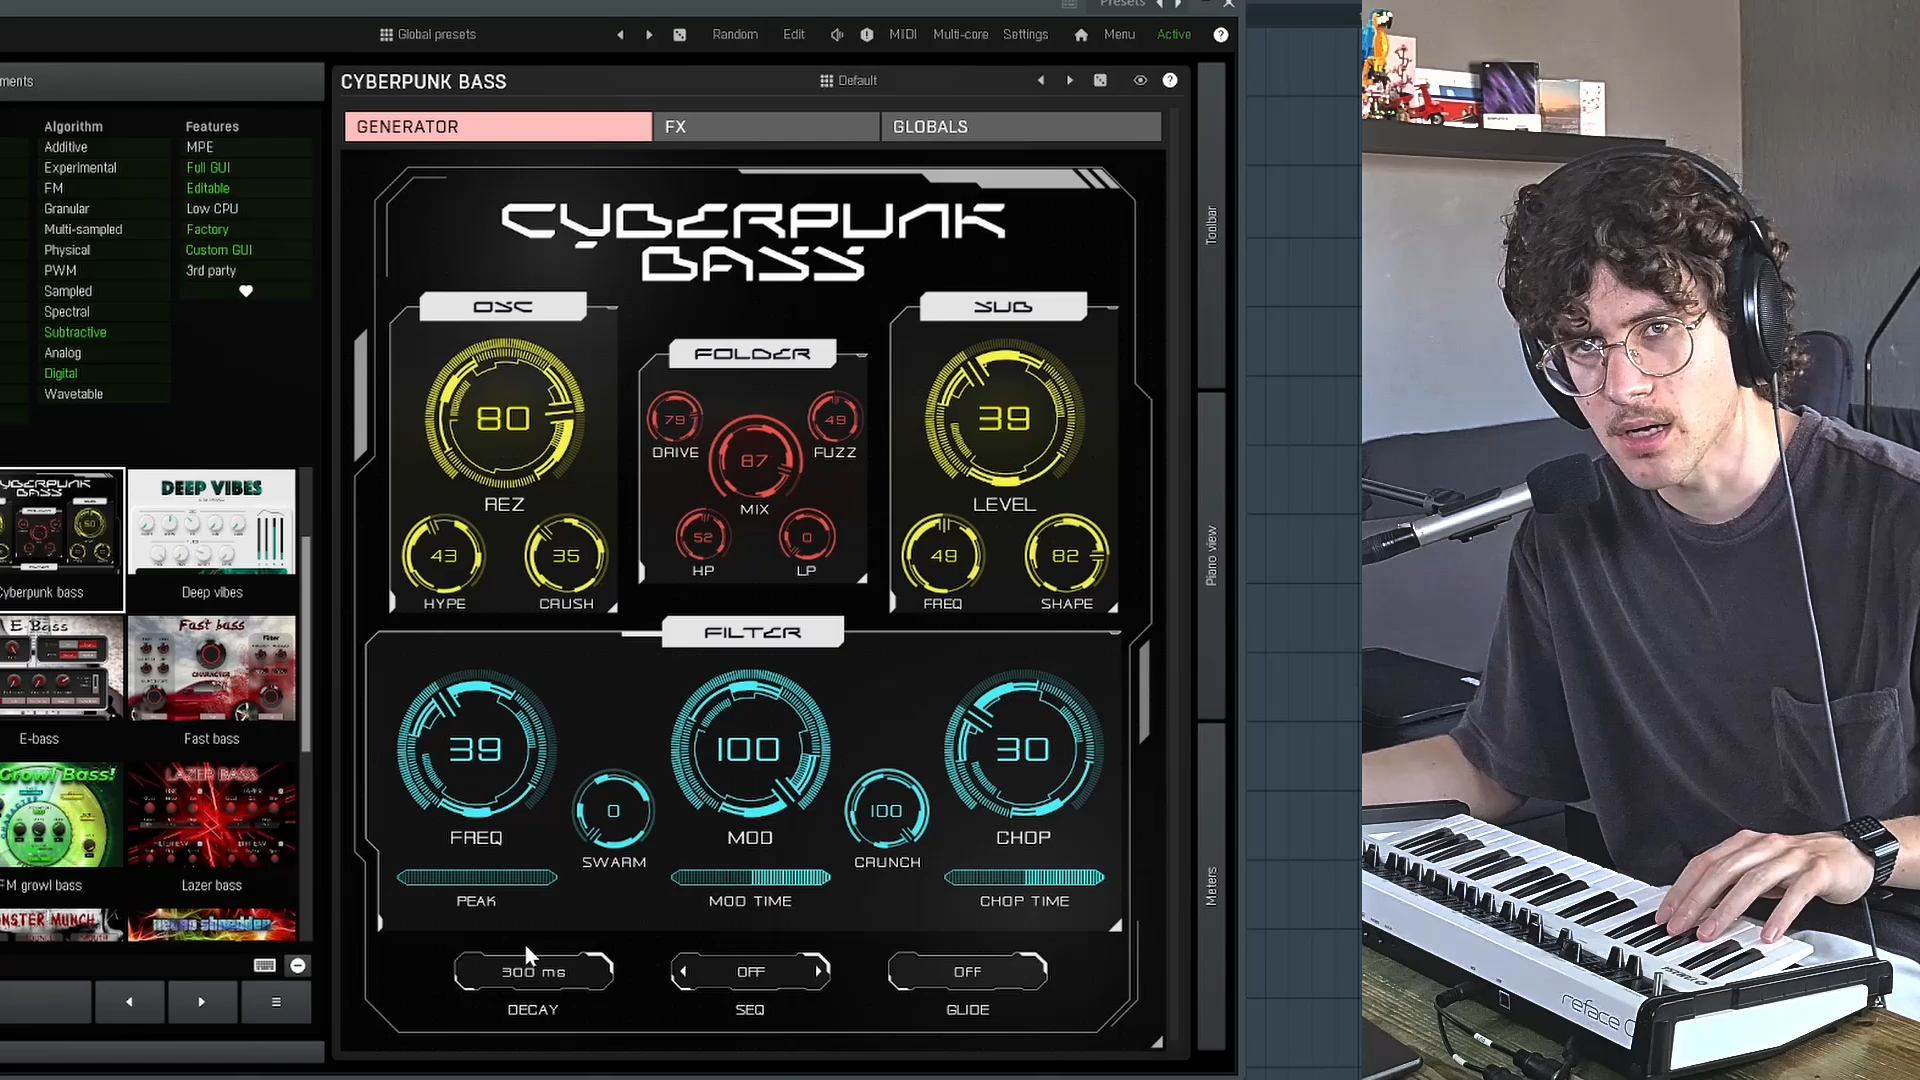 Presets
Global presets
Random
Edit
MIDI
Multi-core
Settings
Menu
Active
?
ments
CYBERPUNK BASS
Default
?
Algorithm
Features
GENERATOR
FX
GLOBALS
Additive
MPE
Experimental
Full GUI
FM
Editable
Granular
Low CPU
Multi-sampled
Factory
Physical
Custom GUI
PWM
3rd party
Sampled
Spectral
Subtractive
Analog
Digital
Wavetable
CYBERPUNK
BASS
OSC
80
REZ
43
HYPE
35
CRUSH
FOLDER
79
DRIVE
49
FUZZ
87
MIX
52
HP
0
LP
SUB
39
LEVEL
49
FREQ
82
SHAPE
FILTER
39
FREQ
0
SWARM
100
MOD
100
CRUNCH
30
CHOP
PEAK
MOD TIME
CHOP TIME
300 ms
DECAY
OFF
SEQ
OFF
GLIDE
Toolbar
Piano view
Meters
CYBERPUNK
BASS
Cyberpunk bass
DEEP VIBES
Deep vibes
E-Bass
E-bass
Fast bass
CHARACTER
Fast bass
Growl Bass!
FM growl bass
LAZER BASS
Lazer bass
ONSTER MUNCH
reface